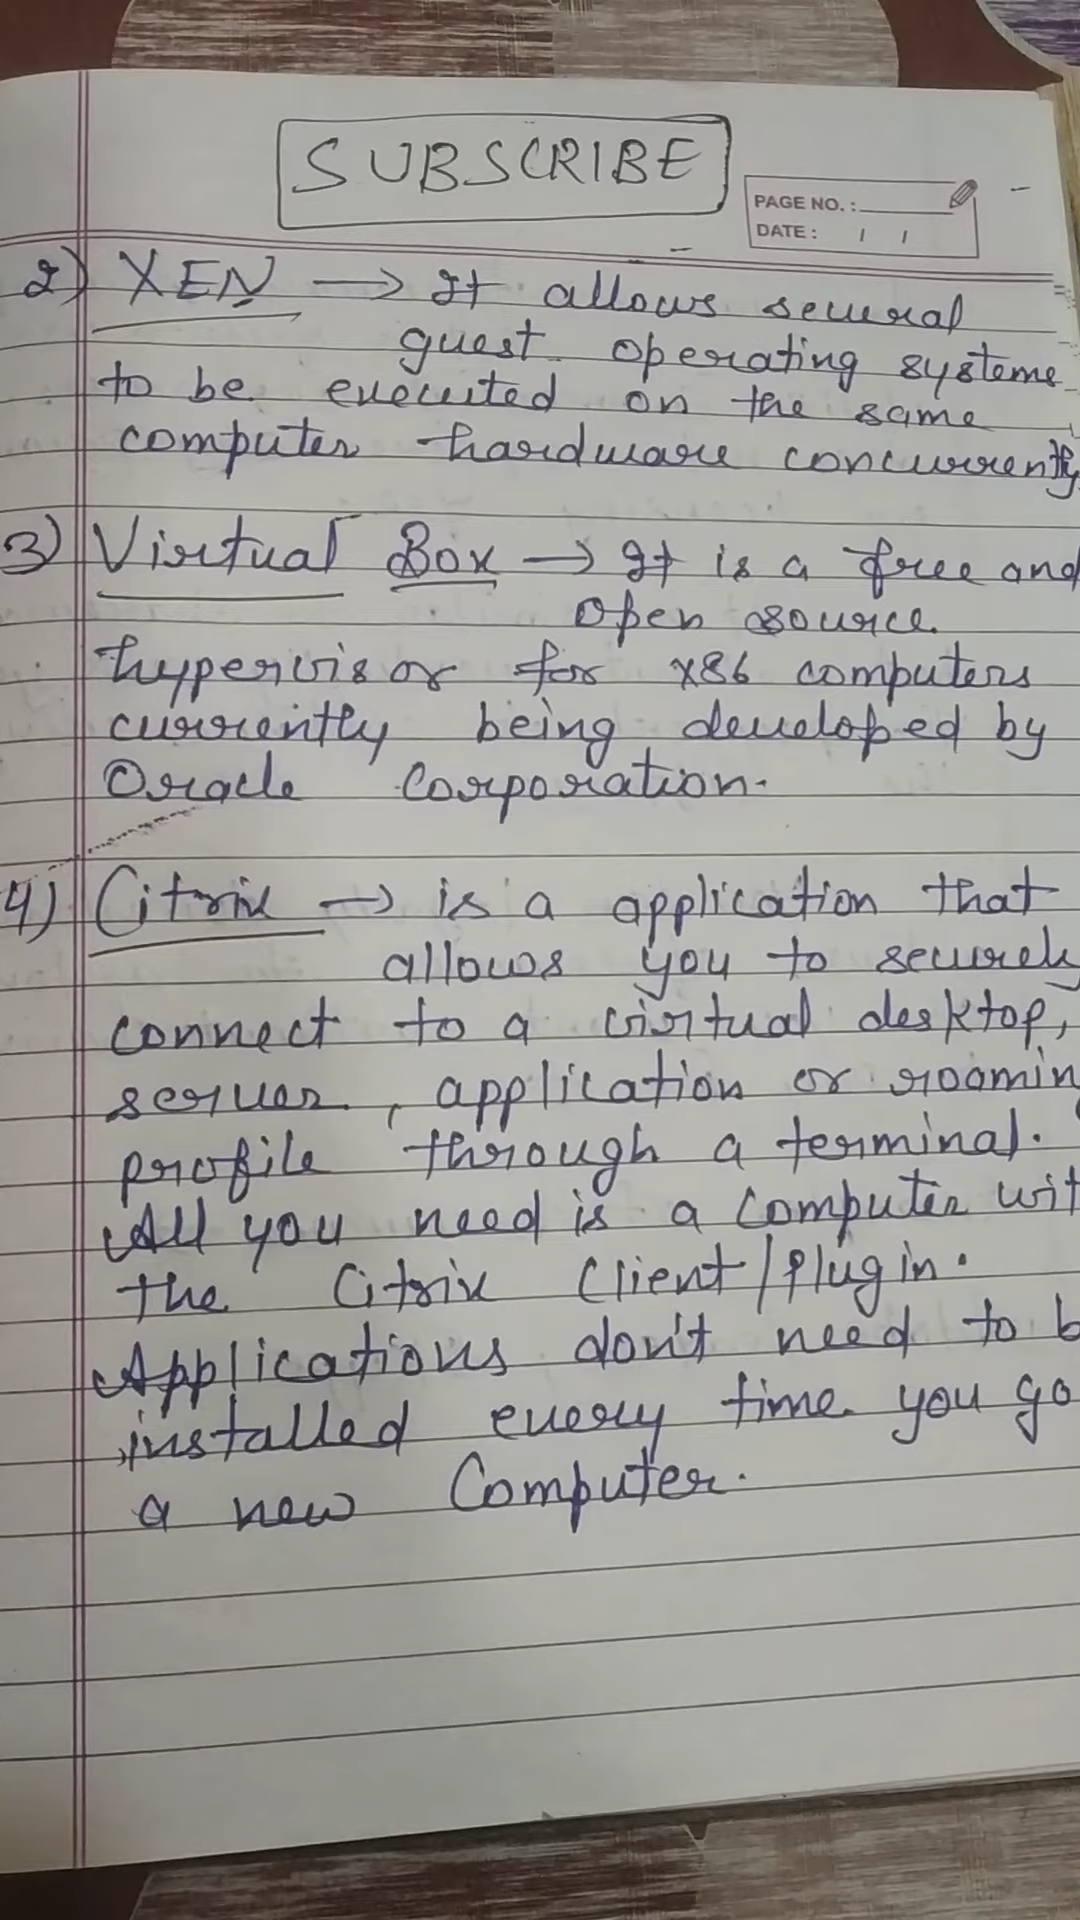 SUBSCRIBE
PAGE NO. :
DATE : / /
2) XEN → It allows several
guest operating systems
to be executed on the same
computer hardware concurrently
3) Virtual Box → It is a free and
open source
hypervisor for x86 computers
currently being developed by
Oracle Corporation.
4) Citrix → is a application that
allows you to securely
connect to a virtual desktop,
server, application or roamin
profile through a terminal.
All you need is a computer wit
the Citrix Client/Plugin.
Applications don't need to b
installed every time you go
a new Computer.